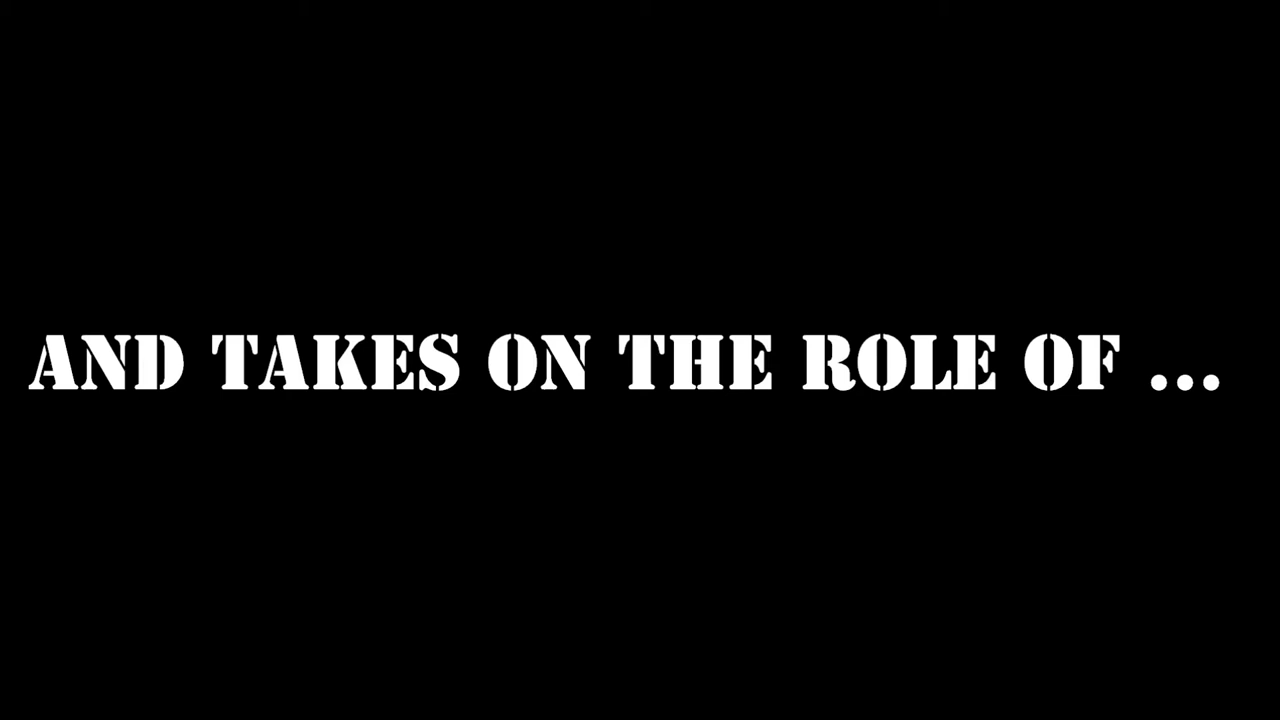 AND TAKES ON THE ROLE OF ...